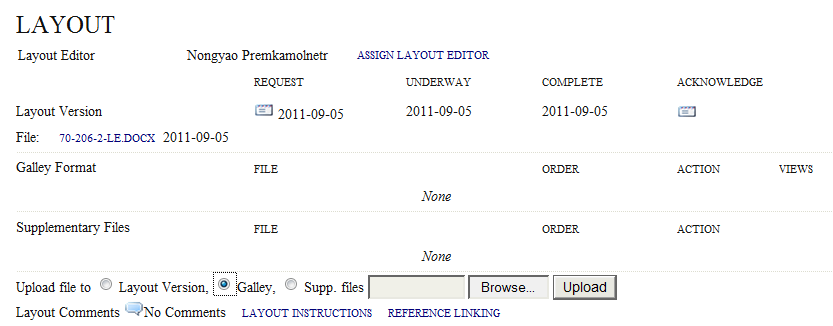 LAYOUT
Layout Editor Nongyao Premkamolnetr ASSIGN LAYOUT EDITOR
REQUEST UNDERWAY COMPLETE ACKNOWLEDGE
Layout Version 2011-09-05 2011-09-05 2011-09-05
File: 70-206-2-LE.DOCX 2011-09-05
Galley Format FILE ORDER ACTION VIEWS
None
Supplementary Files FILE ORDER ACTION
None
Upload file to Layout Version, Galley, Supp. files Browse... Upload
Layout Comments No Comments LAYOUT INSTRUCTIONS REFERENCE LINKING